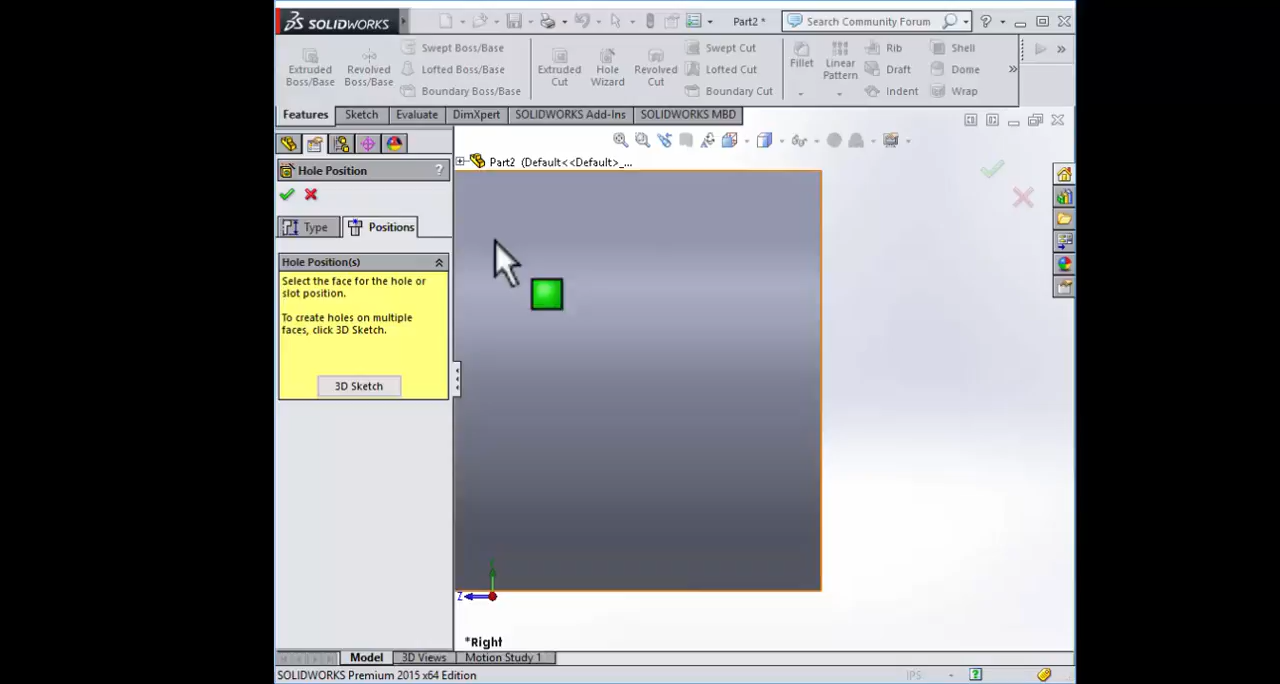 SOLIDWORKS
Part2 *
Search Community Forum
Extruded Boss/Base
Revolved Boss/Base
Swept Boss/Base
Lofted Boss/Base
Boundary Boss/Base
Extruded Cut
Hole Wizard
Revolved Cut
Swept Cut
Lofted Cut
Boundary Cut
Fillet
Linear Pattern
Rib
Draft
Indent
Shell
Dome
Wrap
Features
Sketch
Evaluate
DimXpert
SOLIDWORKS Add-Ins
SOLIDWORKS MBD
Part2 (Default<<Default>_...
Hole Position
?
Type
Positions
Hole Position(s)
Select the face for the hole or
slot position.
To create holes on multiple
faces, click 3D Sketch.
3D Sketch
Z
*Right
Model
3D Views
Motion Study 1
SOLIDWORKS Premium 2015 x64 Edition
IPS
-
?